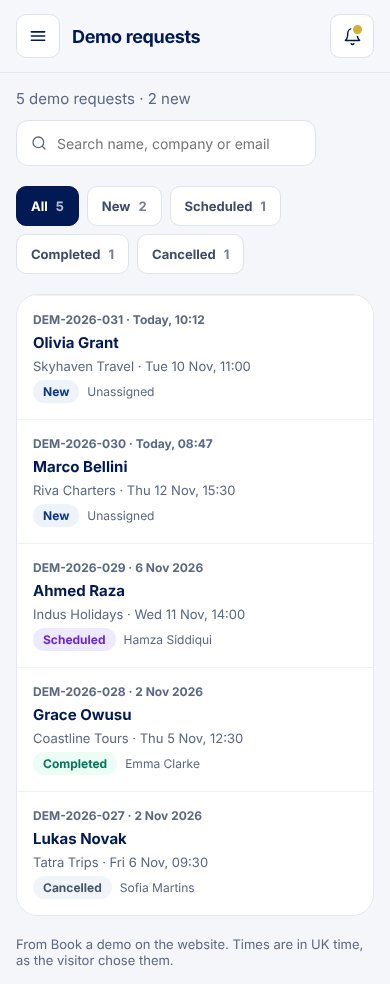 Demo requests
5 demo requests · 2 new
Search name, company or email
All 5
New 2
Scheduled 1
Completed 1
Cancelled 1
DEM-2026-031 · Today, 10:12
Olivia Grant
Skyhaven Travel · Tue 10 Nov, 11:00
New Unassigned
DEM-2026-030 · Today, 08:47
Marco Bellini
Riva Charters · Thu 12 Nov, 15:30
New Unassigned
DEM-2026-029 · 6 Nov 2026
Ahmed Raza
Indus Holidays · Wed 11 Nov, 14:00
Scheduled Hamza Siddiqui
DEM-2026-028 · 2 Nov 2026
Grace Owusu
Coastline Tours · Thu 5 Nov, 12:30
Completed Emma Clarke
DEM-2026-027 · 2 Nov 2026
Lukas Novak
Tatra Trips · Fri 6 Nov, 09:30
Cancelled Sofia Martins
From Book a demo on the website. Times are in UK time,
as the visitor chose them.